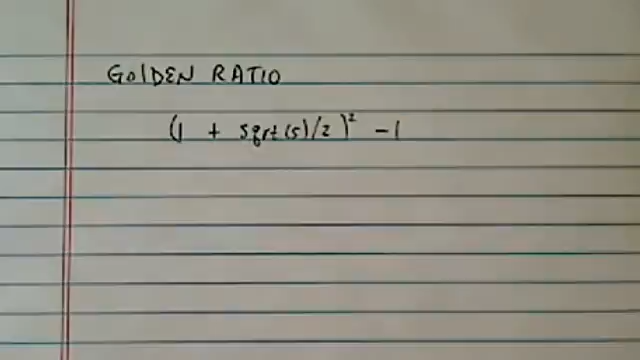 GOlDEN RATIO
(1 + sqrt(5)/2)² - 1